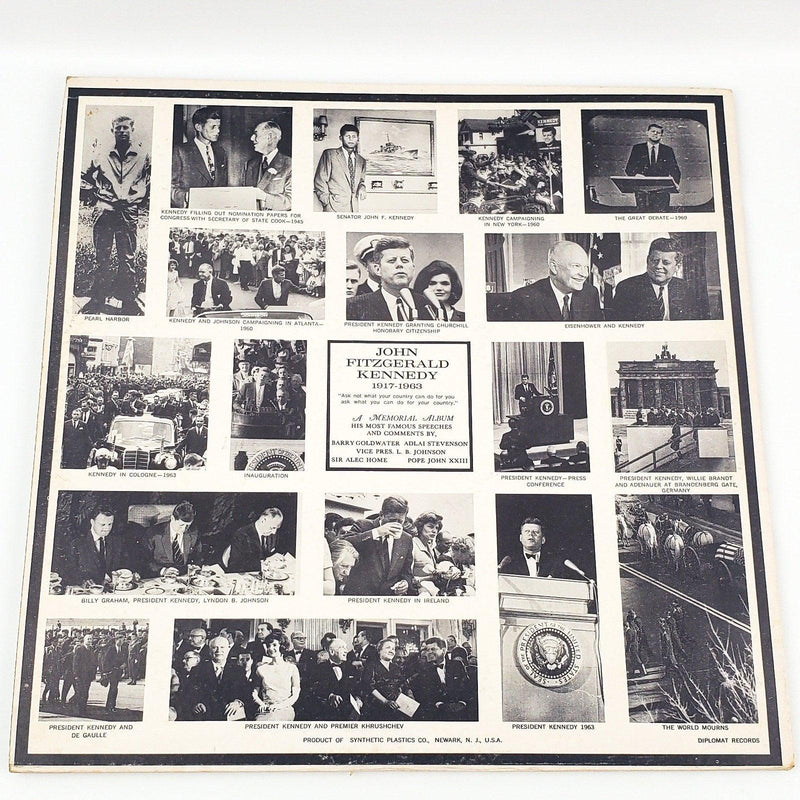 KENNEDY FILLING OUT NOMINATION PAPERS FOR
CONGRESS WITH SECRETARY OF STATE COOK—1945
SENATOR JOHN F. KENNEDY
KENNEDY
KENNEDY CAMPAIGNING
IN NEW YORK—1960
THE GREAT DEBATE—1960
PEARL HARBOR
KENNEDY AND JOHNSON CAMPAIGNING IN ATLANTA—
1960
PRESIDENT KENNEDY GRANTING CHURCHILL
HONORARY CITIZENSHIP
EISENHOWER AND KENNEDY
JOHN
FITZGERALD
KENNEDY
1917-1963
"Ask not what your country can do for you
ask what you can do for your country."
A MEMORIAL ALBUM
HIS MOST FAMOUS SPEECHES
AND COMMENTS BY,
BARRY GOLDWATER ADLAI STEVENSON
VICE PRES. L. B. JOHNSON
SIR ALEC HOME POPE JOHN XXIII
KENNEDY IN COLOGNE—1963
INAUGURATION
PRESIDENT KENNEDY—PRESS
CONFERENCE
PRESIDENT KENNEDY, WILLIE BRANDT
AND ADENAUER AT BRANDENBERG GATE,
GERMANY
BILLY GRAHAM, PRESIDENT KENNEDY, LYNDON B. JOHNSON
PRESIDENT KENNEDY IN IRELAND
PRESIDENT KENNEDY AND
DE GAULLE
PRESIDENT KENNEDY AND PREMIER KHRUSHCHEV
PRESIDENT KENNEDY 1963
THE WORLD MOURNS
PRODUCT OF SYNTHETIC PLASTICS CO., NEWARK, N. J., U.S.A.
DIPLOMAT RECORDS